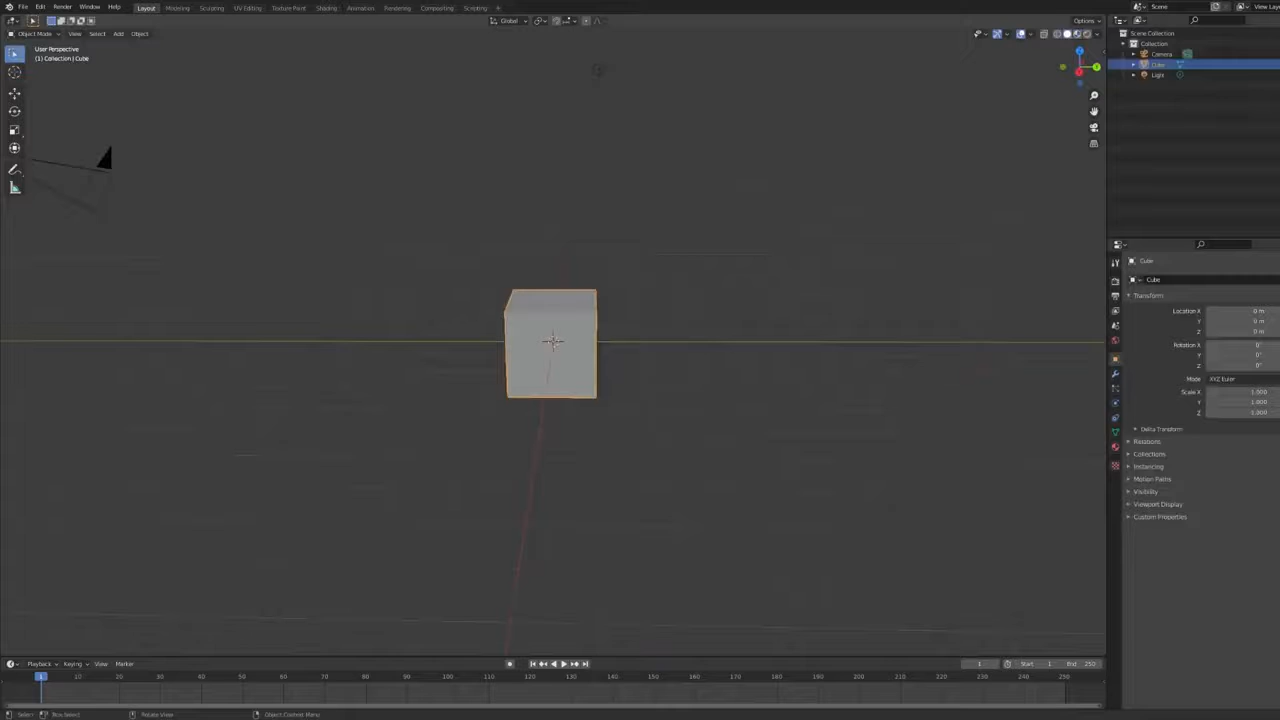 File Edit Render Window Help Layout Modeling Sculpting UV Editing Texture Paint Shading Animation Rendering Compositing Scripting + Scene View Laye
Global Options
Object Mode View Select Add Object
User Perspective
(1) Collection | Cube
Scene Collection
Collection
Camera
Cube
Light
Cube
Cube
Transform
Location X 0 m
Y 0 m
Z 0 m
Rotation X 0°
Y 0°
Z 0°
Mode XYZ Euler
Scale X 1.000
Y 1.000
Z 1.000
Delta Transform
Relations
Collections
Instancing
Motion Paths
Visibility
Viewport Display
Custom Properties
Playback Keying View Marker 1 Start 1 End 250
1 10 20 30 40 50 60 70 80 90 100 110 120 130 140 150 160 170 180 190 200 210 220 230 240 250
Select Box Select Rotate View Object Context Menu